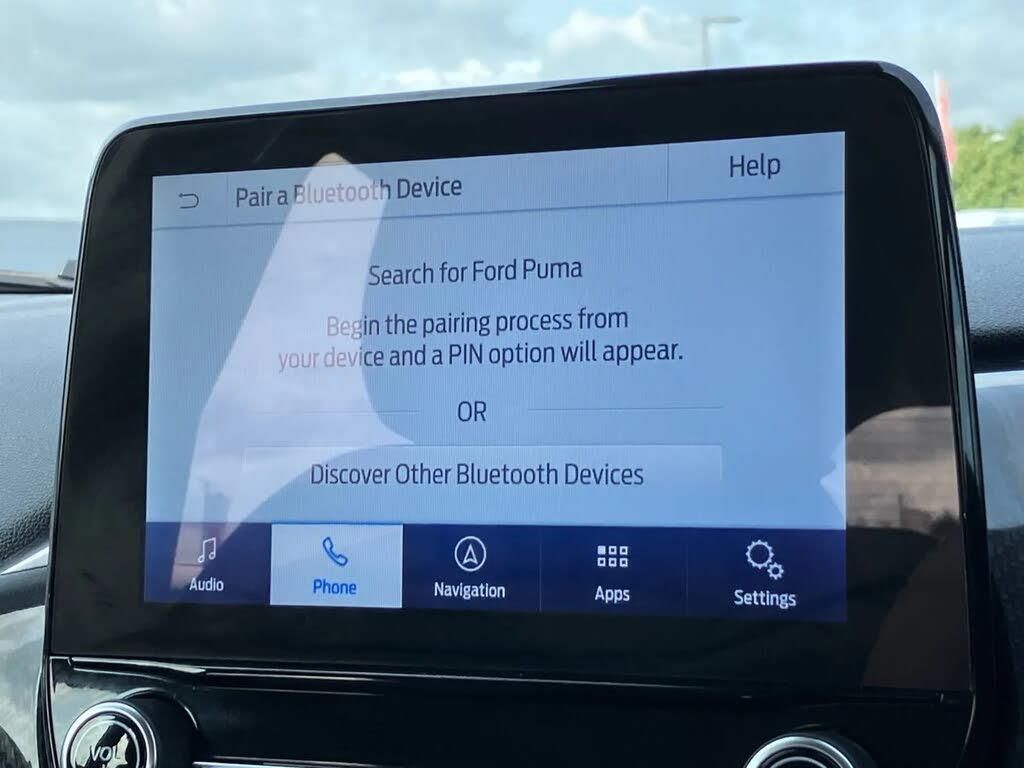 Pair a Bluetooth Device
Help
Search for Ford Puma
Begin the pairing process from
your device and a PIN option will appear.
OR
Discover Other Bluetooth Devices
Audio
Phone
Navigation
Apps
Settings
VOL